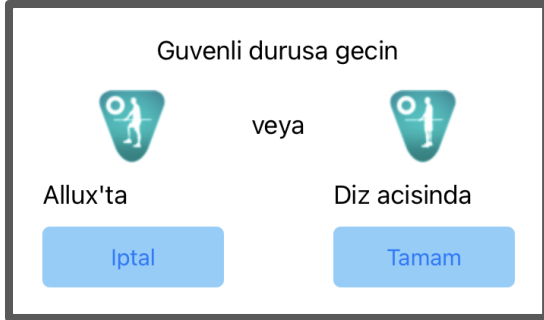 Guvenli durusa gecin
veya
Allux'ta
Diz acisinda
Iptal
Tamam